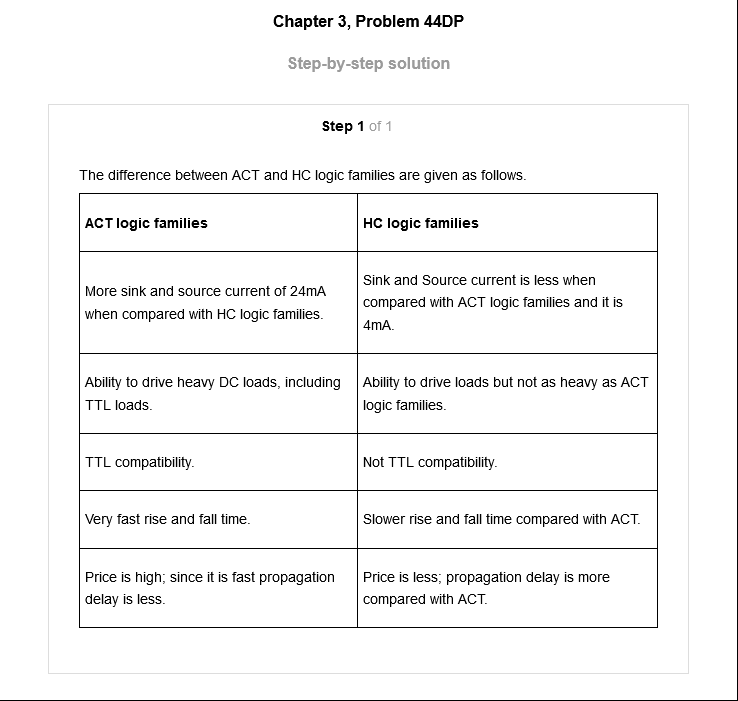 Chapter 3, Problem 44DP
Step-by-step solution
Step 1 of 1
The difference between ACT and HC logic families are given as follows.
ACT logic families
HC logic families
More sink and source current of 24mA
when compared with HC logic families.
Sink and Source current is less when
compared with ACT logic families and it is
4mA.
Ability to drive heavy DC loads, including
TTL loads.
Ability to drive loads but not as heavy as ACT
logic families.
TTL compatibility.
Not TTL compatibility.
Very fast rise and fall time.
Slower rise and fall time compared with ACT.
Price is high; since it is fast propagation
delay is less.
Price is less; propagation delay is more
compared with ACT.